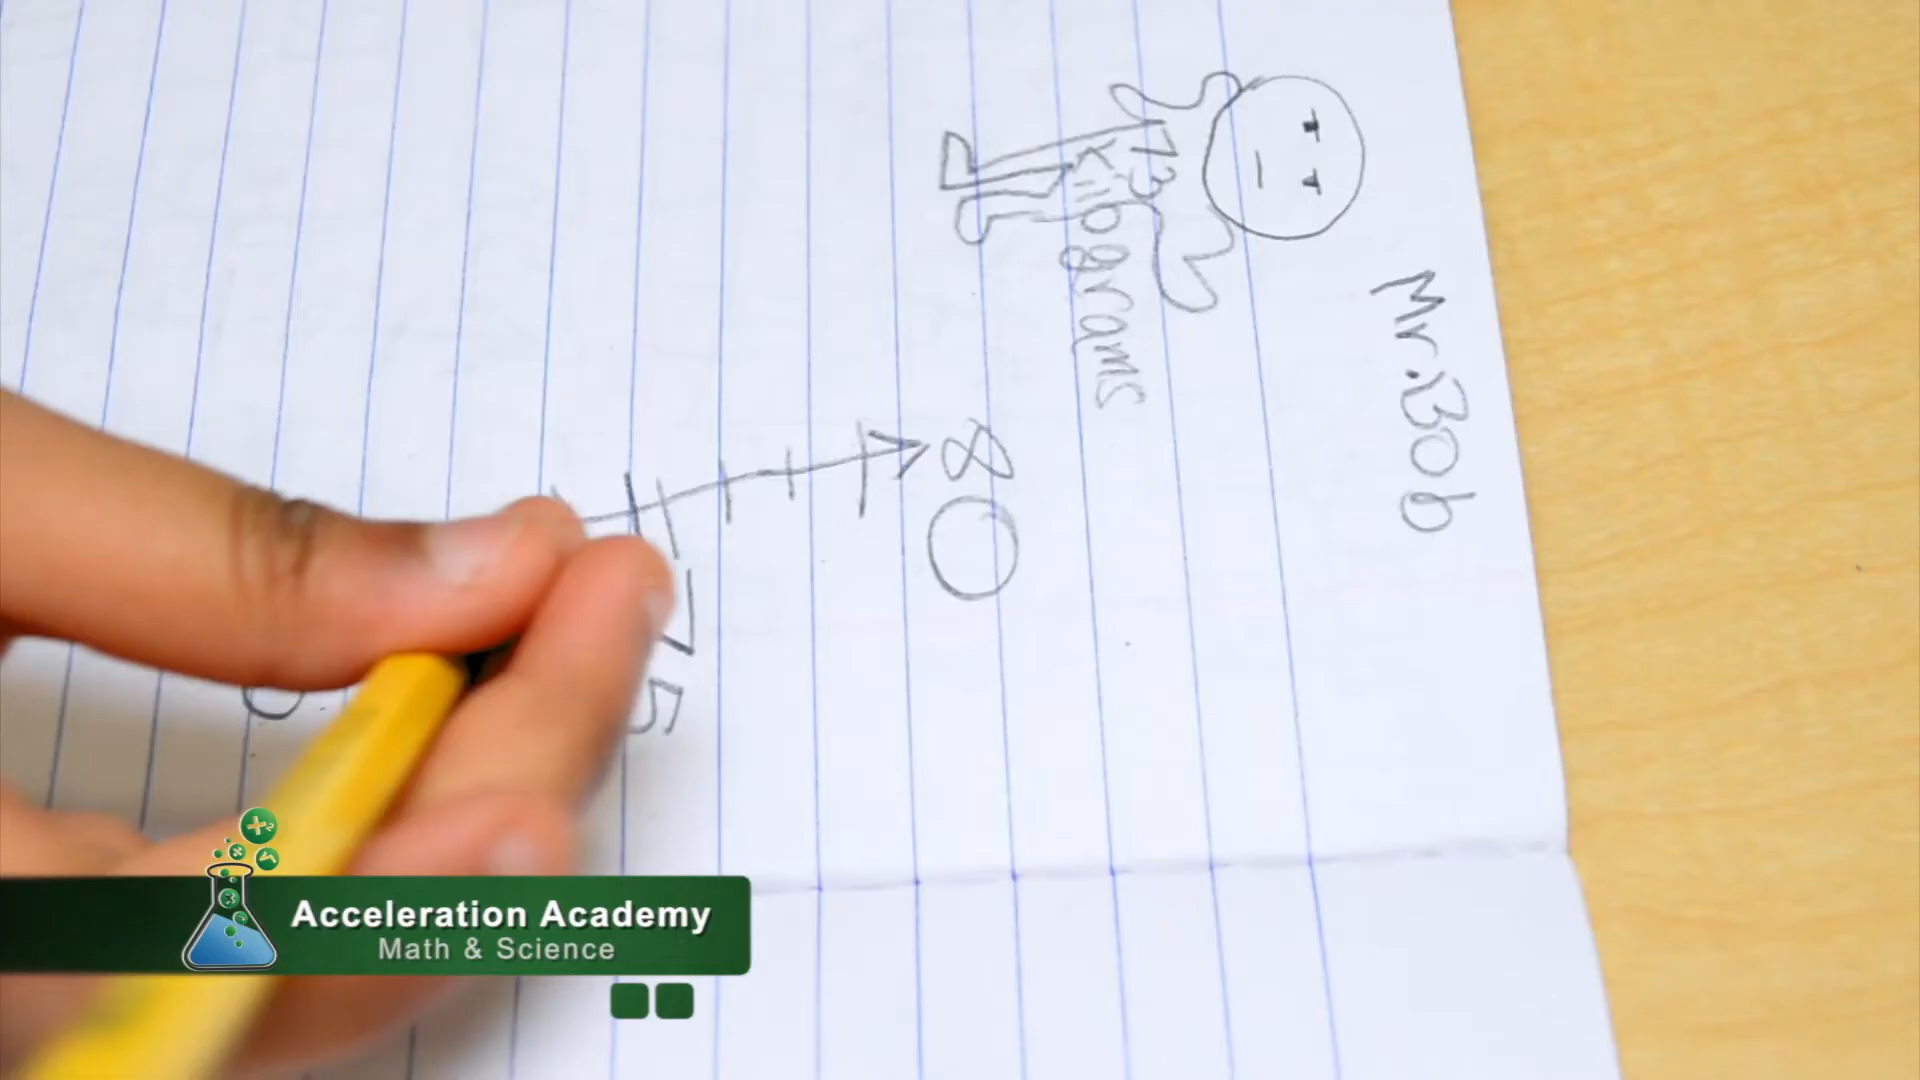 Mr. Bob
73
Kilograms
80
75
Acceleration Academy
Math & Science